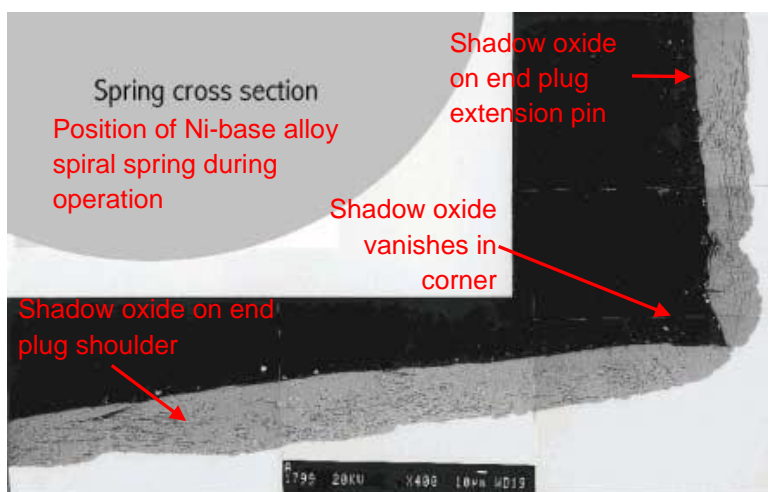 Shadow oxide
on end plug
extension pin
Spring cross section
Position of Ni-base alloy
spiral spring during
operation
Shadow oxide
vanishes in
corner
Shadow oxide on end
plug shoulder
A
1795 20KV X400 10µm WD19